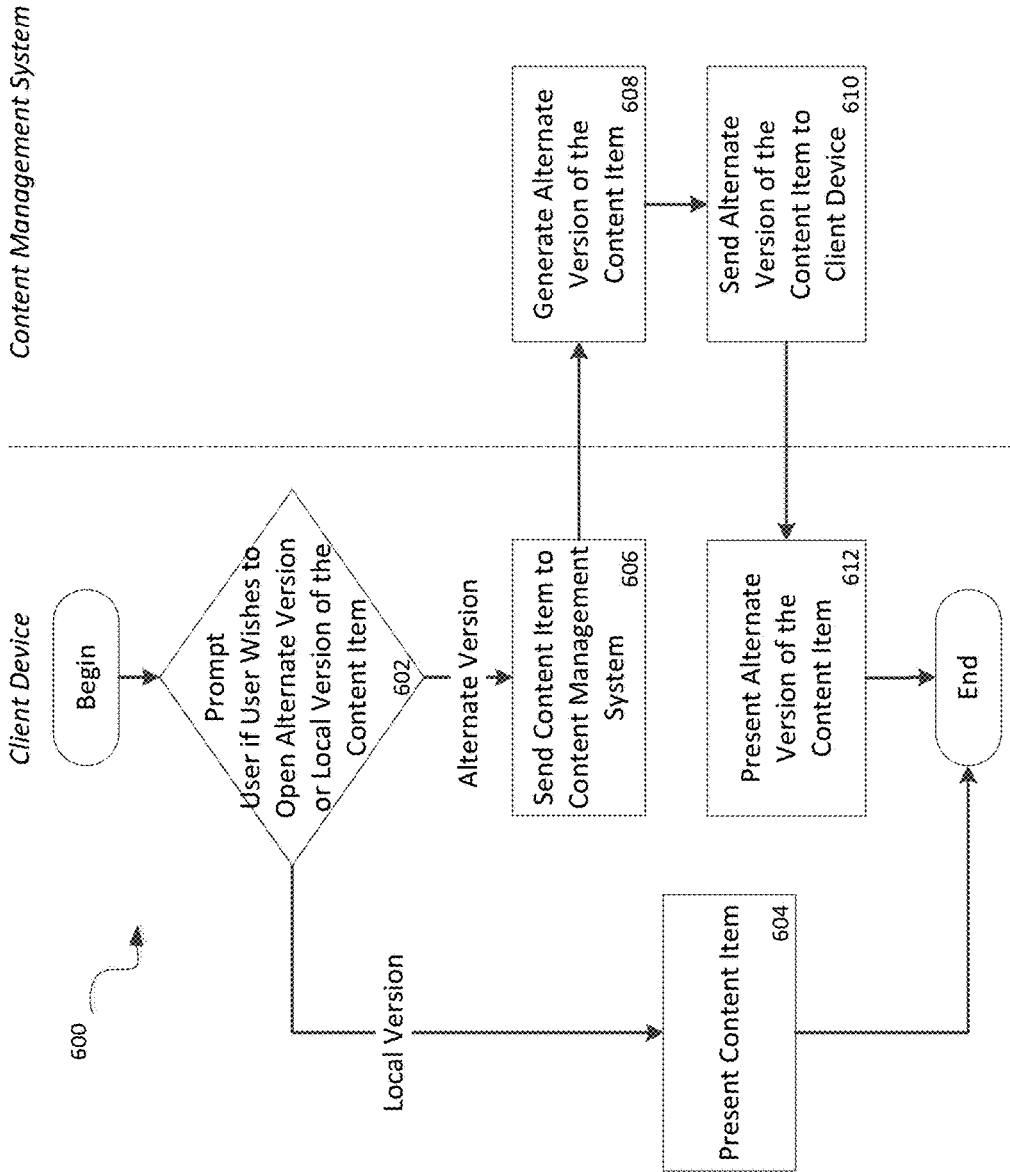 Client Device
Content Management System
600
Begin
Prompt
User if User Wishes to
Open Alternate Version
or Local Version of the
Content Item
602
Local Version
Alternate Version
Present Content Item
604
Send Content Item to
Content Management
System
606
Generate Alternate
Version of the
Content Item
608
Send Alternate
Version of the
Content Item to
Client Device
610
Present Alternate
Version of the
Content Item
612
End